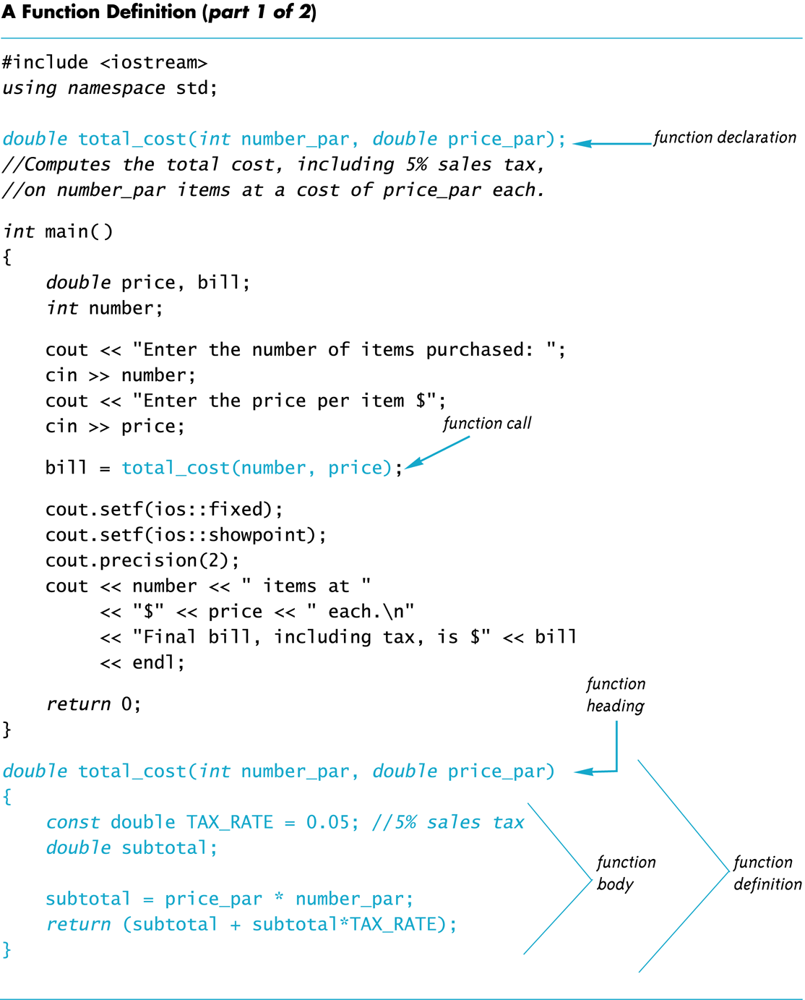 A Function Definition (part 1 of 2)
#include <iostream>
using namespace std;
double total_cost(int number_par, double price_par);
function declaration
//Computes the total cost, including 5% sales tax,
//on number_par items at a cost of price_par each.
int main()
{
double price, bill;
int number;
cout << "Enter the number of items purchased: ";
cin >> number;
cout << "Enter the price per item $";
cin >> price;
function call
bill = total_cost(number, price);
cout.setf(ios::fixed);
cout.setf(ios::showpoint);
cout.precision(2);
cout << number << " items at "
<< "$" << price << " each.\n"
<< "Final bill, including tax, is $" << bill
<< endl;
return 0;
}
function
heading
double total_cost(int number_par, double price_par)
{
const double TAX_RATE = 0.05; //5% sales tax
double subtotal;
subtotal = price_par * number_par;
return (subtotal + subtotal*TAX_RATE);
}
function
body
function
definition